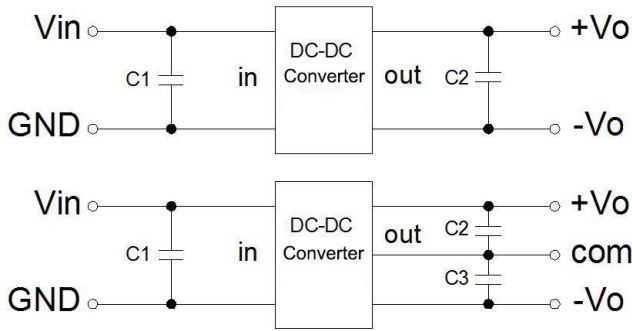 Vin
DC-DC
Converter
+Vo
C1
in
out
C2
GND
-Vo
Vin
DC-DC
Converter
+Vo
C1
in
out
C2
com
C3
GND
-Vo